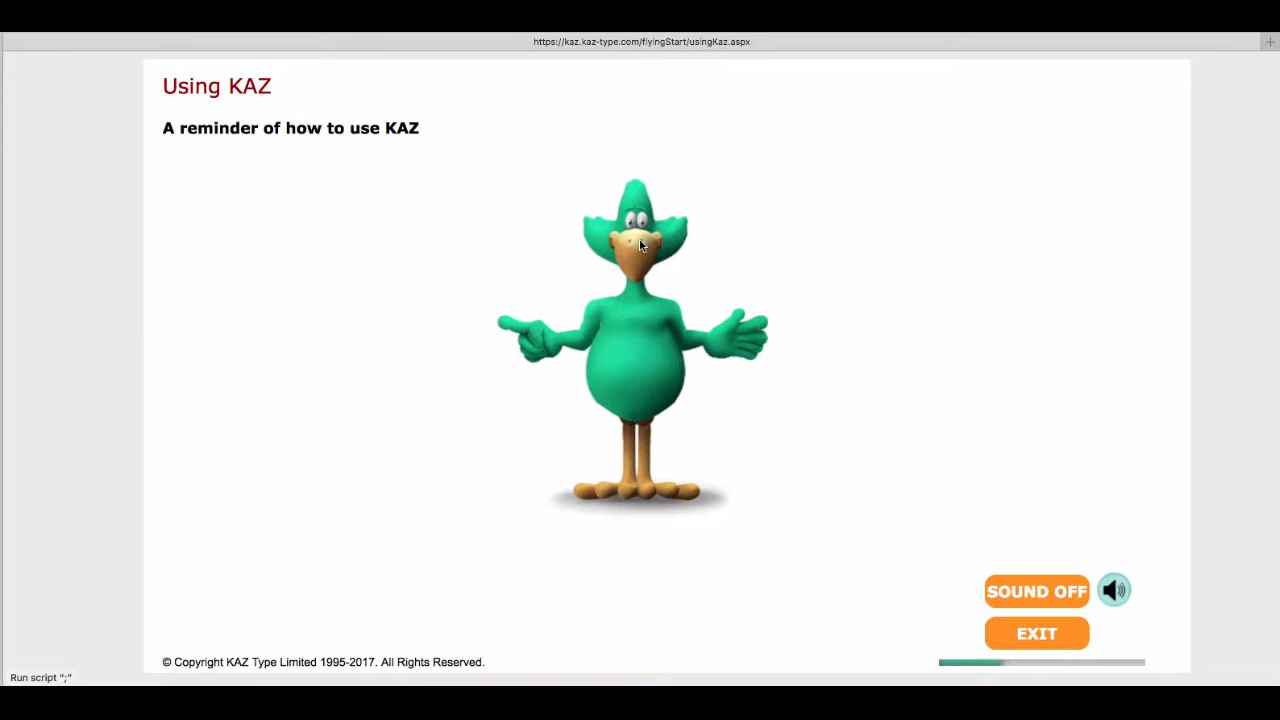 https://kaz.kaz-type.com/flyingStart/usingKaz.aspx
Using KAZ
A reminder of how to use KAZ
SOUND OFF
EXIT
© Copyright KAZ Type Limited 1995-2017. All Rights Reserved.
Run script ";"